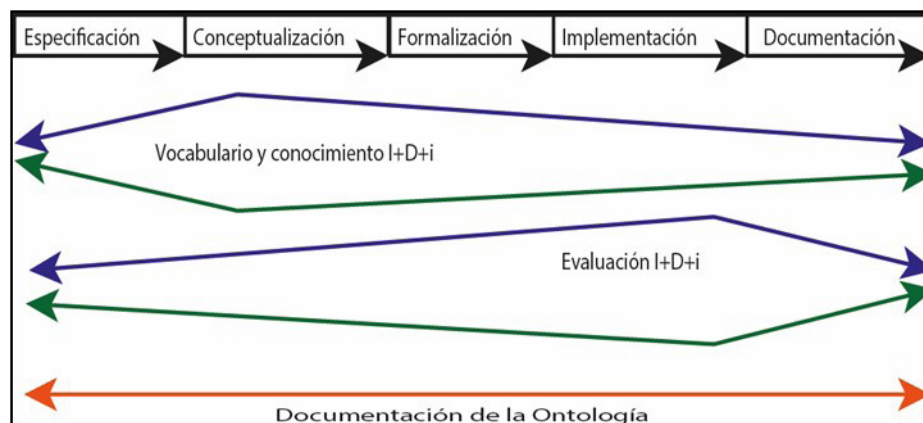 Especificación
Conceptualización
Formalización
Implementación
Documentación
Vocabulario y conocimiento I+D+i
Evaluación I+D+i
Documentación de la Ontología